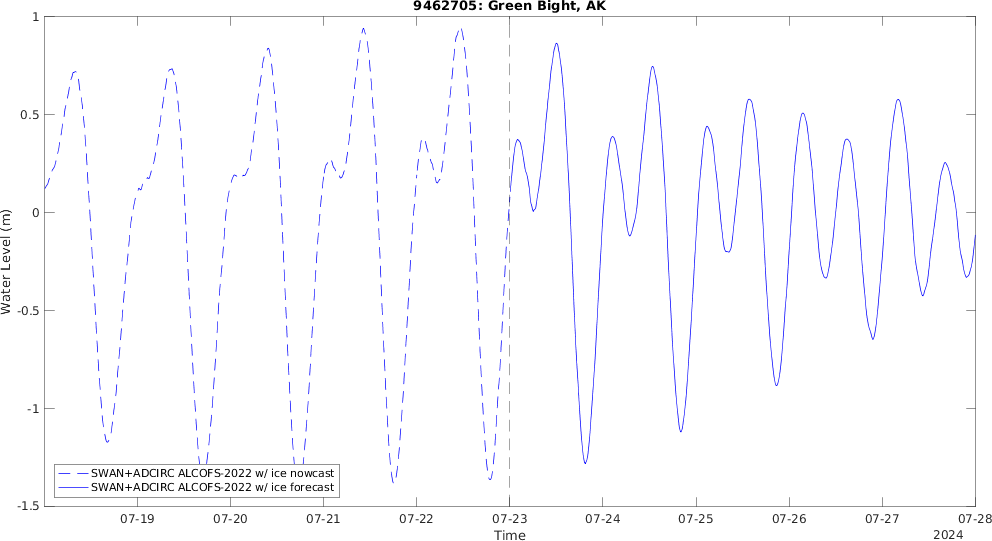 9462705: Green Bight, AK
1
0.5
0
-0.5
-1
-1.5
Water Level (m)
SWAN+ADCIRC ALCOFS-2022 w/ ice nowcast
SWAN+ADCIRC ALCOFS-2022 w/ ice forecast
07-19 07-20 07-21 07-22 07-23 07-24 07-25 07-26 07-27 07-28
Time
2024